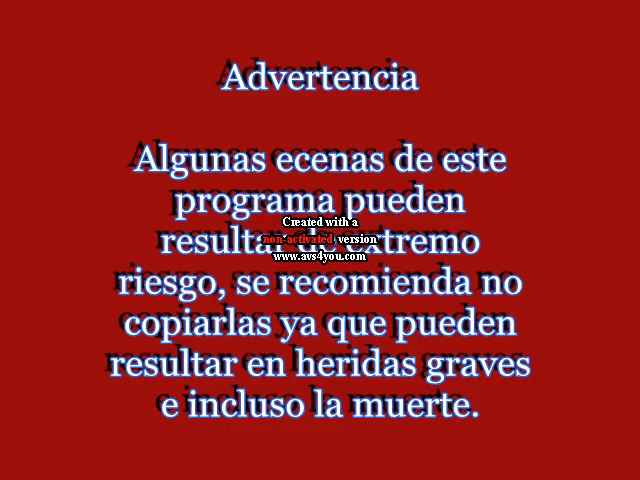 Advertencia
Algunas ecenas de este
programa pueden
Created with a
resultar de extremo
non-activated version
www.avs4you.com
riesgo, se recomienda no
copiarlas ya que pueden
resultar en heridas graves
e incluso la muerte.